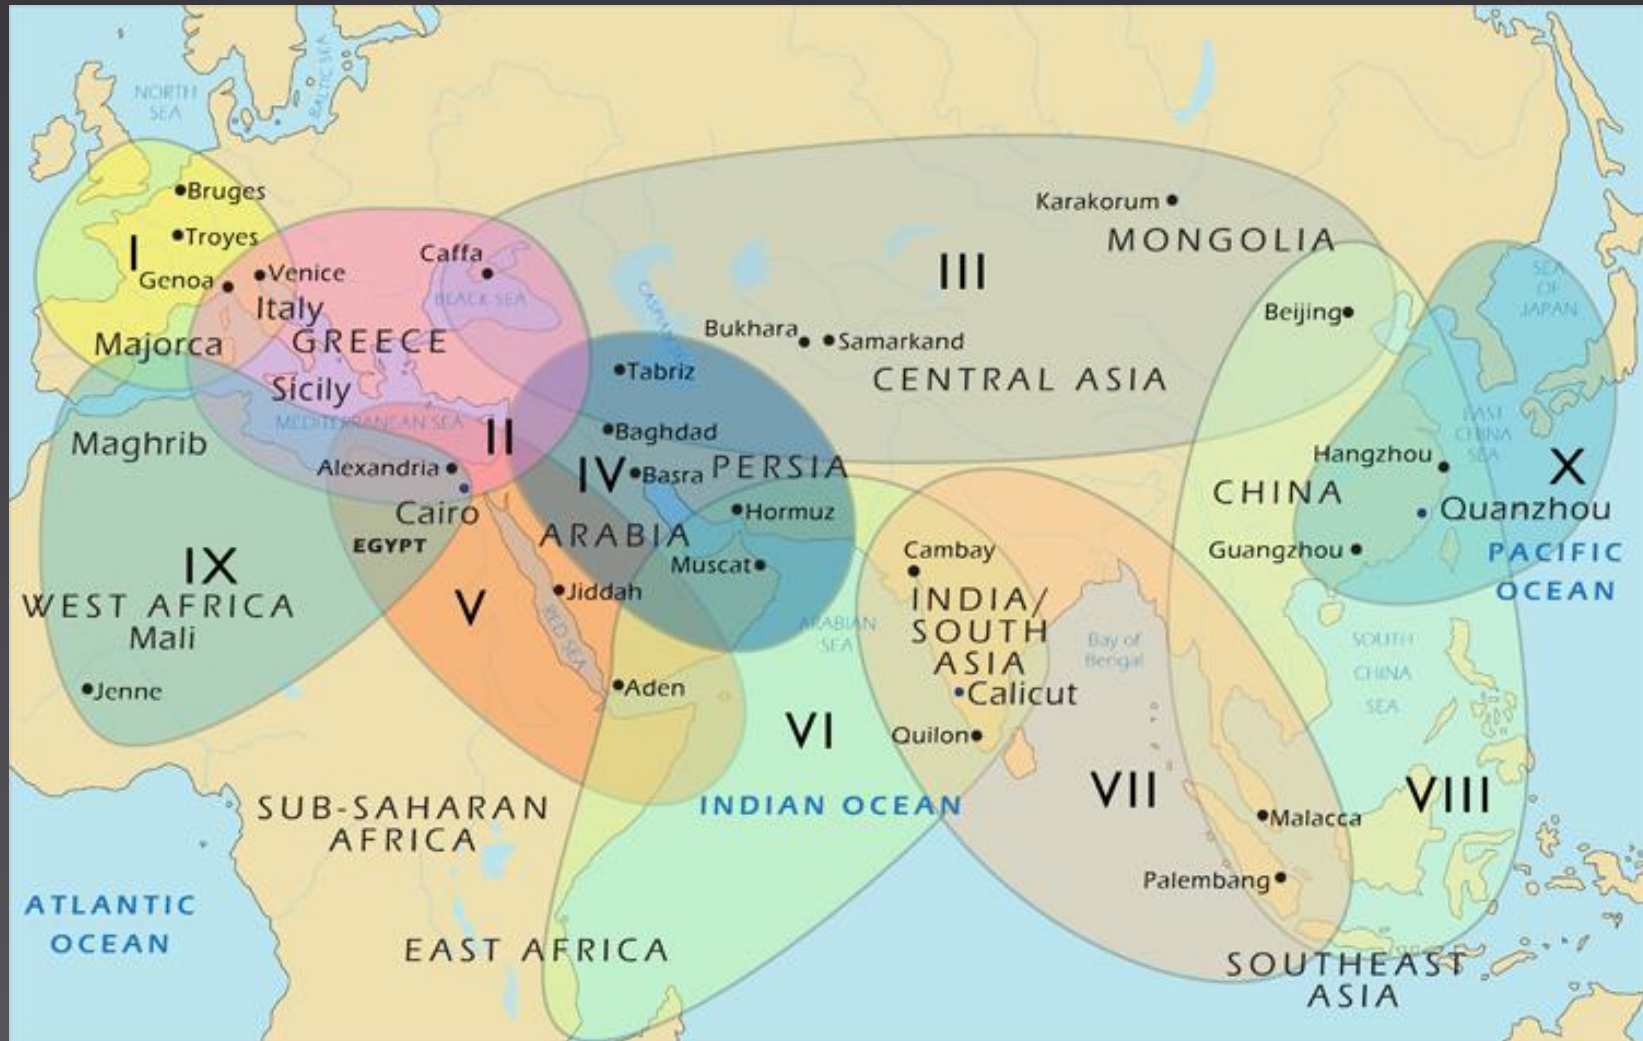 NORTH
SEA
BALTIC SEA
Bruges
Troyes
I
Genoa
Venice
Italy
Majorca
GREECE
Sicily
Caffa
BLACK SEA
MEDITERRANEAN SEA
II
Karakorum
MONGOLIA
III
Beijing
Bukhara
Samarkand
CENTRAL ASIA
SEA
OF
JAPAN
Tabriz
Baghdad
IV
Basra
PERSIA
Hormuz
ARABIA
Muscat
Maghrib
Alexandria
Cairo
EGYPT
IX
WEST AFRICA
Mali
Jenne
V
Jiddah
RED SEA
Aden
ARABIAN
SEA
Cambay
INDIA/
SOUTH
ASIA
Calicut
Quilon
Bay of
Bengal
EAST
CHINA
SEA
Hangzhou
X
CHINA
Quanzhou
Guangzhou
PACIFIC
OCEAN
SOUTH
CHINA
SEA
VI
INDIAN OCEAN
VII
VIII
Malacca
Palembang
SUB-SAHARAN
AFRICA
ATLANTIC
OCEAN
EAST AFRICA
SOUTHEAST
ASIA